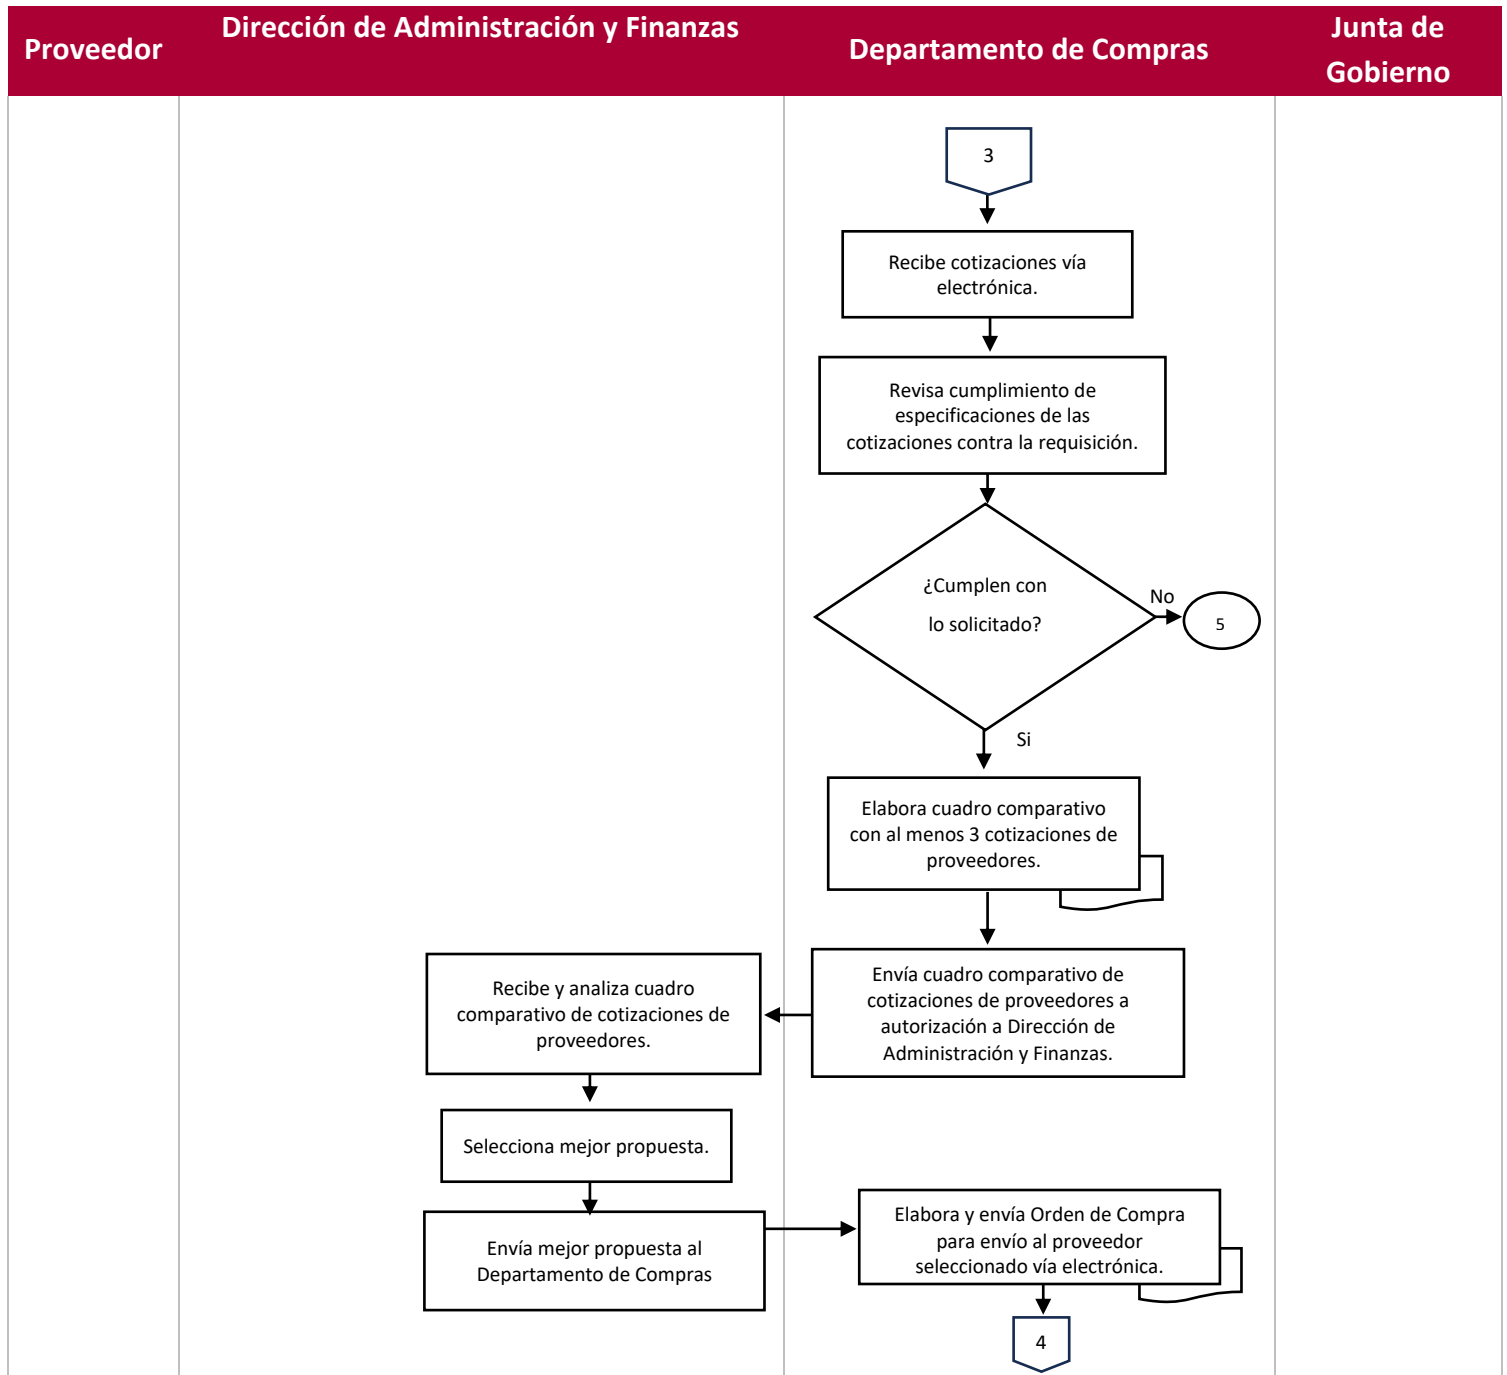 Proveedor
Dirección de Administración y Finanzas
Departamento de Compras
Junta de
Gobierno
3
Recibe cotizaciones vía
electrónica.
Revisa cumplimiento de
especificaciones de las
cotizaciones contra la requisición.
¿Cumplen con
lo solicitado?
No
5
Si
Elabora cuadro comparativo
con al menos 3 cotizaciones de
proveedores.
Envía cuadro comparativo de
cotizaciones de proveedores a
autorización a Dirección de
Administración y Finanzas.
Recibe y analiza cuadro
comparativo de cotizaciones de
proveedores.
Selecciona mejor propuesta.
Envía mejor propuesta al
Departamento de Compras
Elabora y envía Orden de Compra
para envío al proveedor
seleccionado vía electrónica.
4